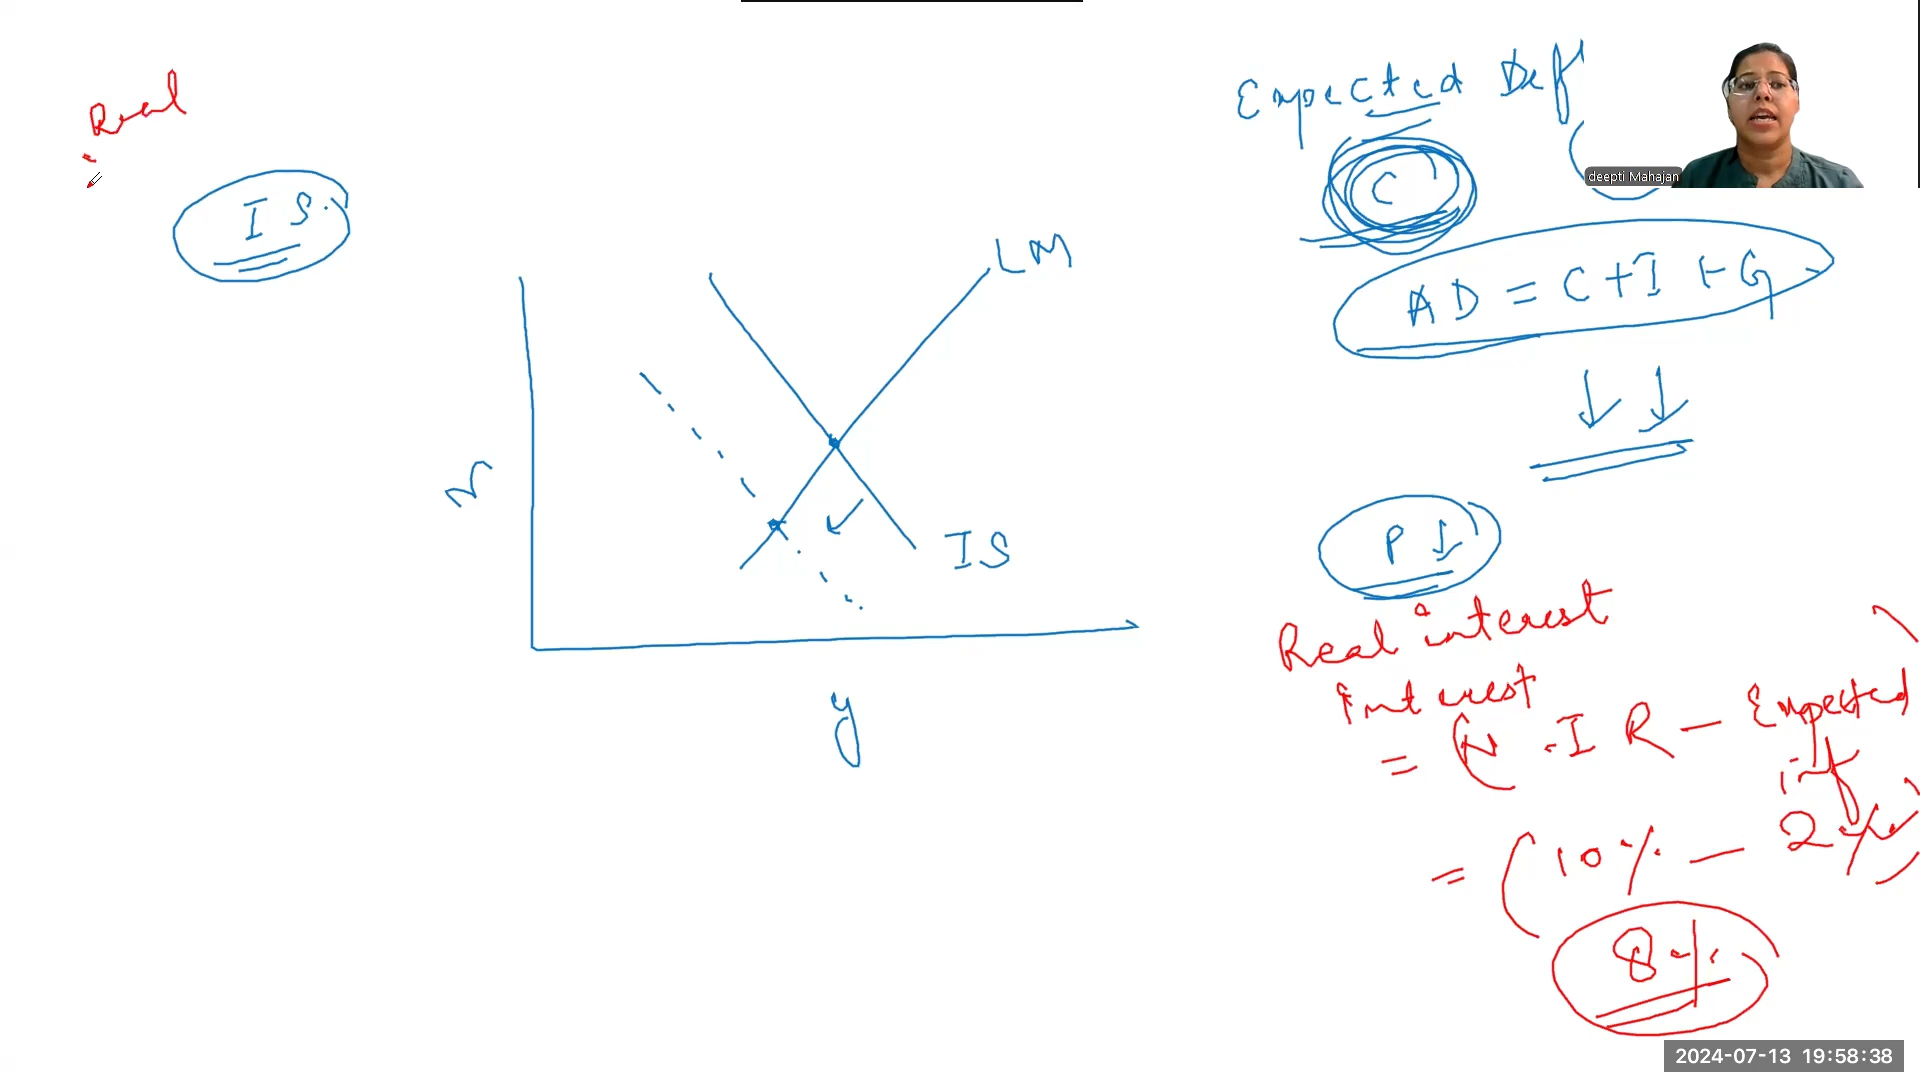 Real
IS.
LM
IS
r
y
Expected Def
C
AD = C + I + G
↓ ↓
P ↓
Real interest
interest
= (N.IR - Expected
inf)
= (10% - 2%)
8%
deepti Mahajan
2024-07-13 19:58:38